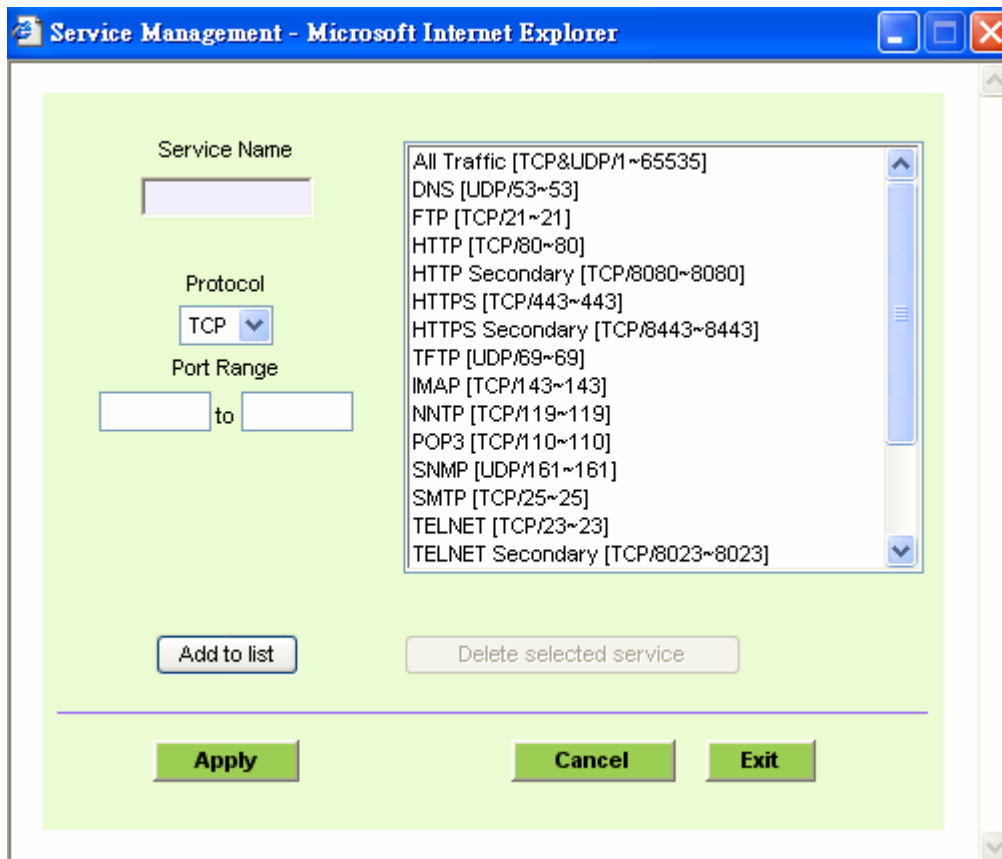 Service Management - Microsoft Internet Explorer
Service Name
Protocol
TCP
Port Range
to
All Traffic [TCP&UDP/1~65535]
DNS [UDP/53~53]
FTP [TCP/21~21]
HTTP [TCP/80~80]
HTTP Secondary [TCP/8080~8080]
HTTPS [TCP/443~443]
HTTPS Secondary [TCP/8443~8443]
TFTP [UDP/69~69]
IMAP [TCP/143~143]
NNTP [TCP/119~119]
POP3 [TCP/110~110]
SNMP [UDP/161~161]
SMTP [TCP/25~25]
TELNET [TCP/23~23]
TELNET Secondary [TCP/8023~8023]
Add to list
Delete selected service
Apply
Cancel
Exit